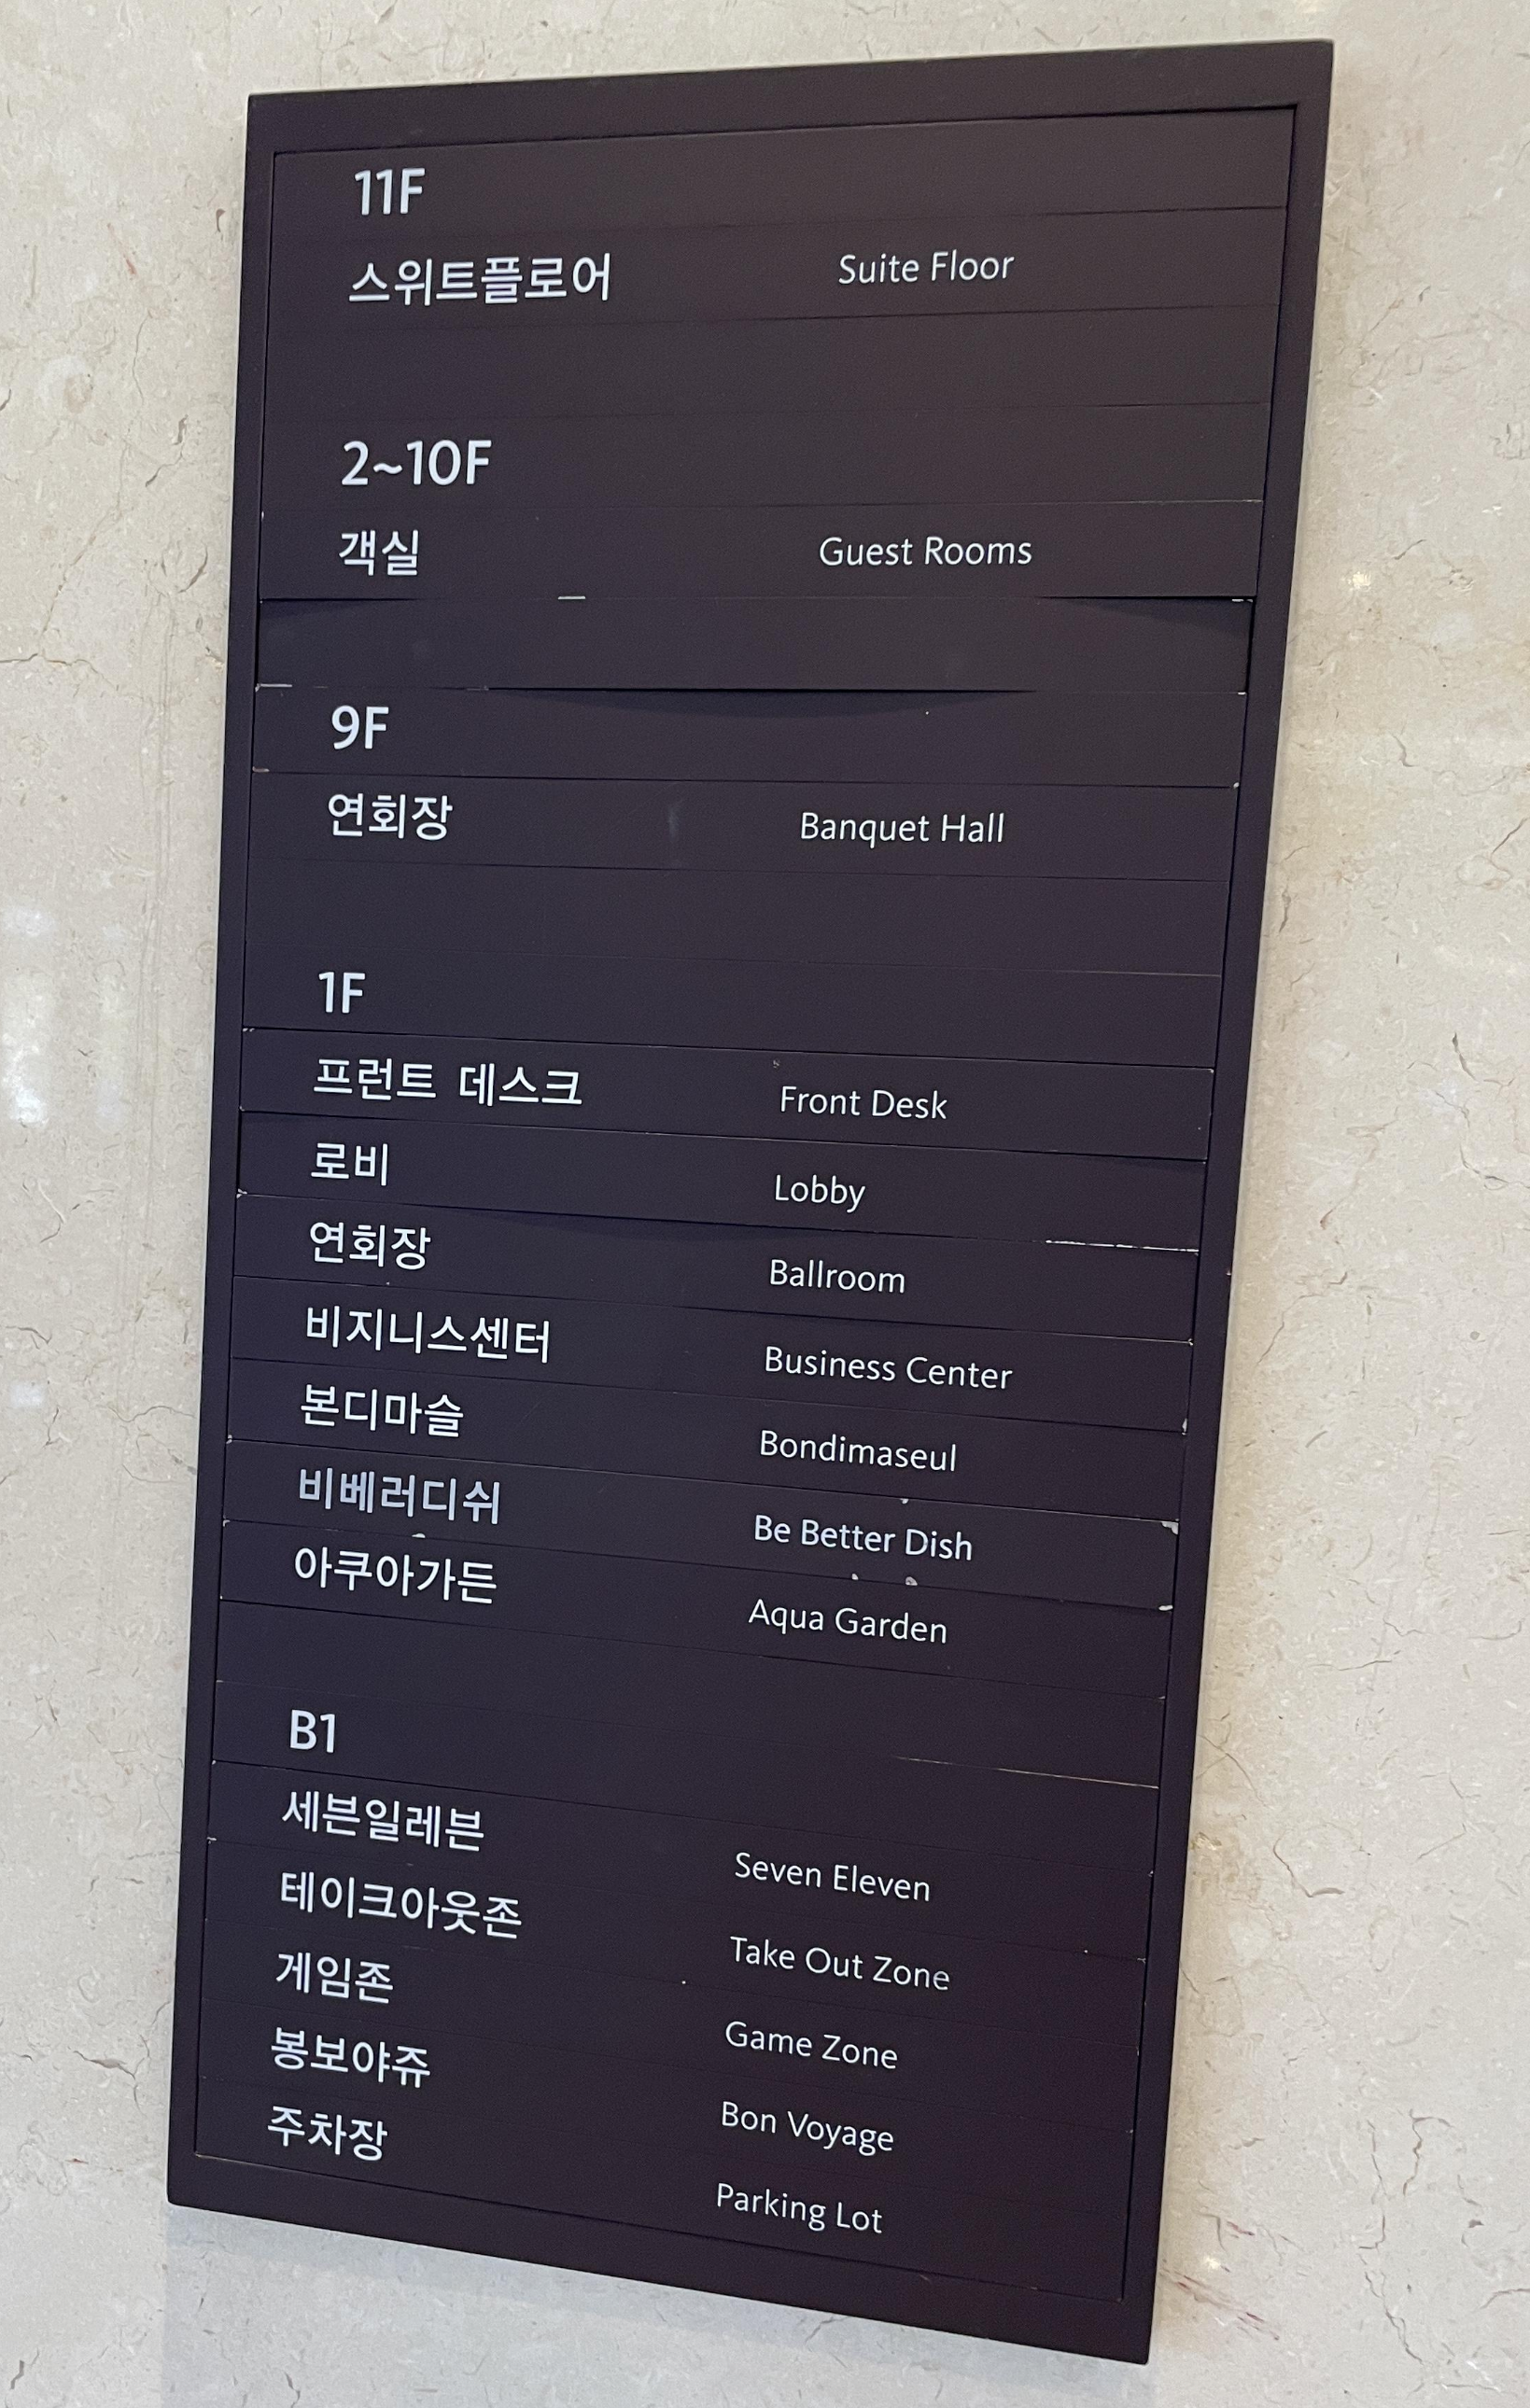 11F
스위트플로어 Suite Floor
2~10F
객실 Guest Rooms
9F
연회장 Banquet Hall
1F
프런트 데스크 Front Desk
로비 Lobby
연회장 Ballroom
비지니스센터 Business Center
본디마슬 Bondimaseul
비베러디쉬 Be Better Dish
아쿠아가든 Aqua Garden
B1
세븐일레븐 Seven Eleven
테이크아웃존 Take Out Zone
게임존 Game Zone
봉보야쥬 Bon Voyage
주차장 Parking Lot